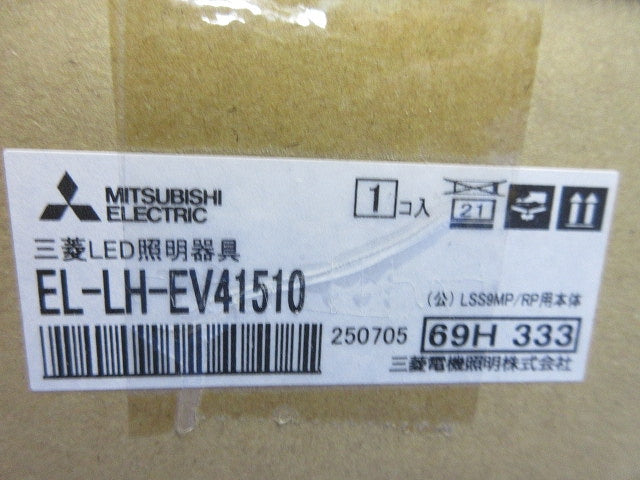 MITSUBISHI
ELECTRIC
1コ入
21
三菱LED照明器具
EL-LH-EV41510
(公) LSS9MP/RP用本体
250705
69H 333
三菱電機照明株式会社